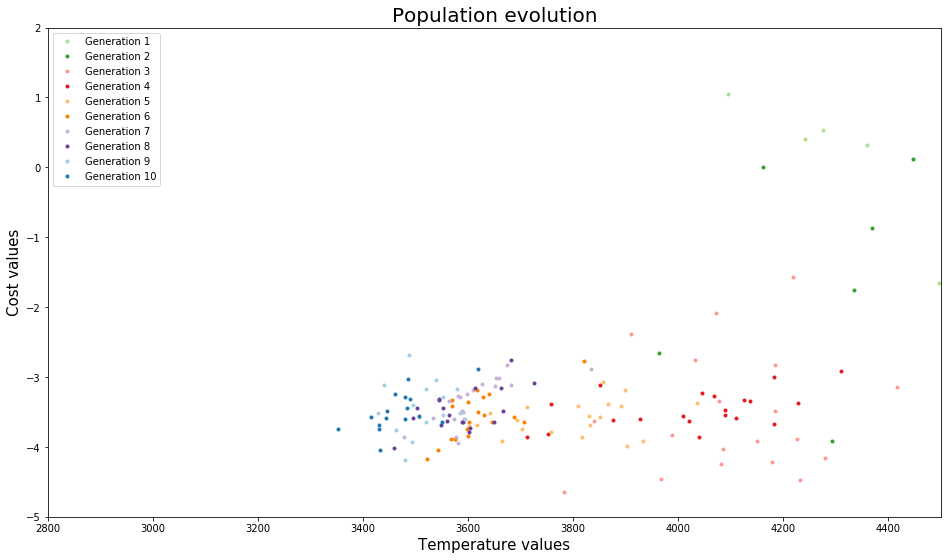 Population evolution
2
1
0
−1
−2
−3
−4
−5
Cost values
Generation 1
Generation 2
Generation 3
Generation 4
Generation 5
Generation 6
Generation 7
Generation 8
Generation 9
Generation 10
2800 3000 3200 3400 3600 3800 4000 4200 4400
Temperature values